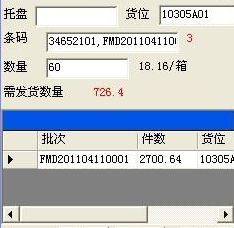 托盘 货位 10305A01
条码 34652101,FMD20110411000 3
数量 60 18.16/箱
需发货数量 726.4
批次 件数 货位
FMD201104110001 2700.64 10305A